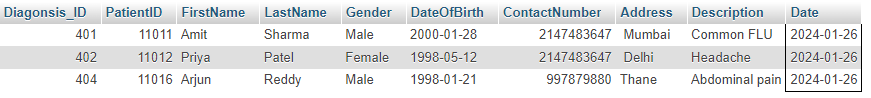 Diagonsis_ID PatientID FirstName LastName Gender DateOfBirth ContactNumber Address Description Date
401 11011 Amit Sharma Male 2000-01-28 2147483647 Mumbai Common FLU 2024-01-26
402 11012 Priya Patel Female 1998-05-12 2147483647 Delhi Headache 2024-01-26
404 11016 Arjun Reddy Male 1998-01-21 997879880 Thane Abdominal pain 2024-01-26